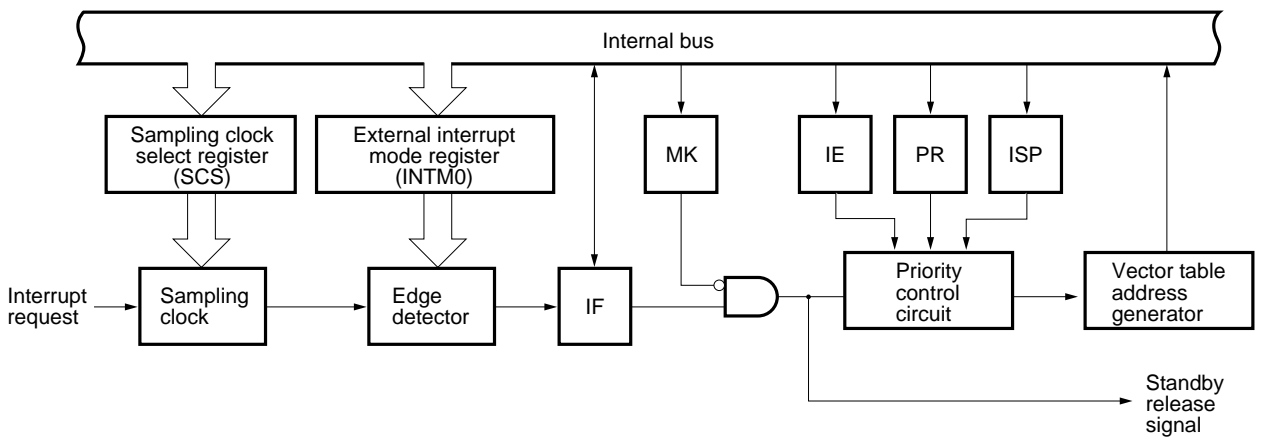 Internal bus
Sampling clock
select register
(SCS)
External interrupt
mode register
(INTM0)
MK
IE
PR
ISP
Interrupt
request
Sampling
clock
Edge
detector
IF
Priority
control
circuit
Vector table
address
generator
Standby
release
signal